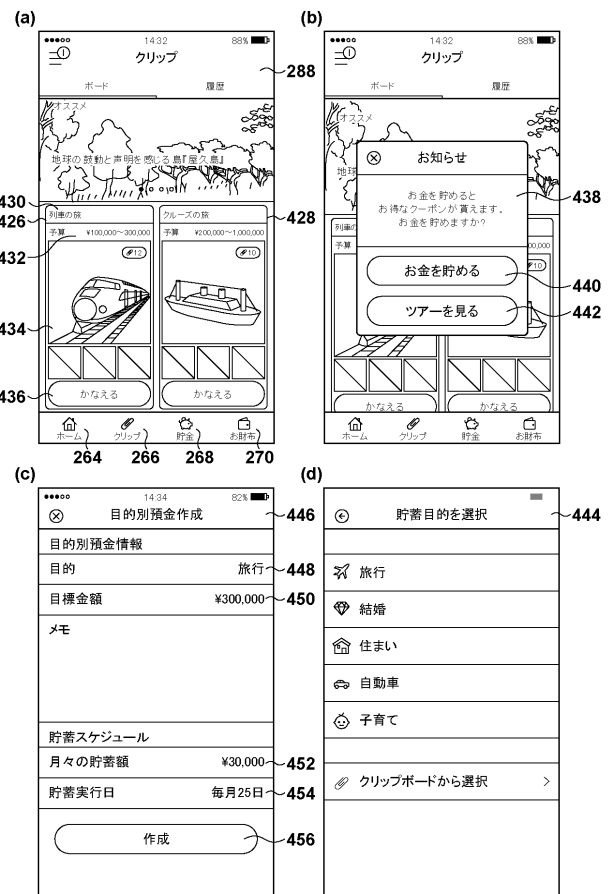 (a)
14:32
88%
クリップ
288
ボード
履歴
オススメ
地球の鼓動と声明を感じる島『屋久島』
430
426
428
列車の旅
クルーズの旅
432
予算 ¥100,000〜300,000
予算 ¥200,000〜1,000,000
12
10
434
436
かなえる
かなえる
ホーム
クリップ
貯金
お財布
264
266
268
270
(b)
14:32
88%
クリップ
ボード
履歴
オススメ
地球
お知らせ
438
お金を貯めると
お得なクーポンが貰えます。
お金を貯めますか?
列車の
予算
00,000
10
お金を貯める
440
ツアーを見る
442
かなえる
かなえる
ホーム
クリップ
貯金
お財布
(c)
14:34
82%
目的別預金作成
446
目的別預金情報
目的
旅行
448
目標金額
¥300,000
450
メモ
貯蓄スケジュール
月々の貯蓄額
¥30,000
452
貯蓄実行日
毎月25日
454
作成
456
(d)
貯蓄目的を選択
444
旅行
結婚
住まい
自動車
子育て
クリップボードから選択